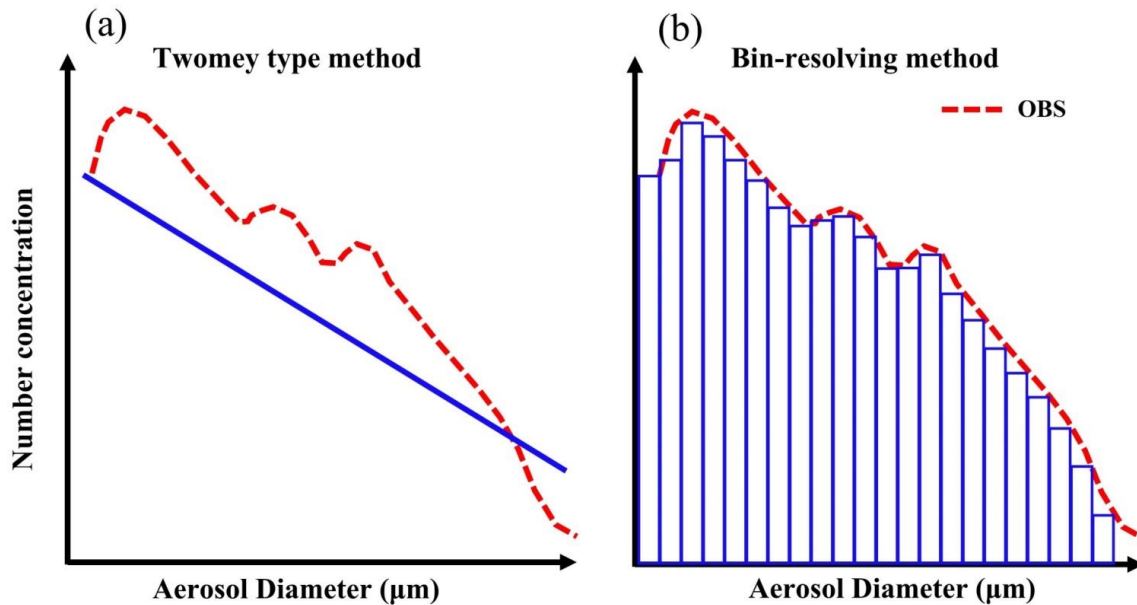 (a)
Twomey type method
Number concentration
Aerosol Diameter (μm)
(b)
Bin-resolving method
OBS
Aerosol Diameter (μm)